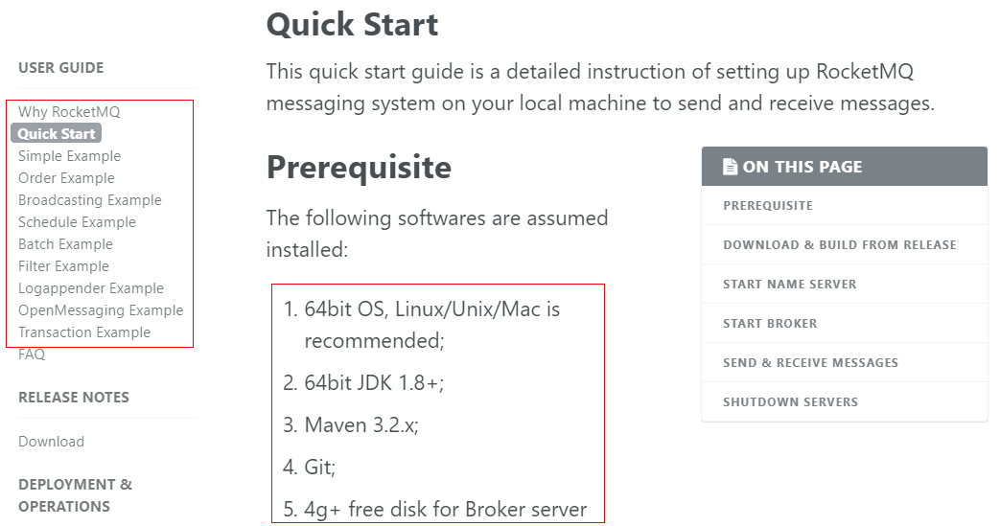 USER GUIDE
Why RocketMQ
Quick Start
Simple Example
Order Example
Broadcasting Example
Schedule Example
Batch Example
Filter Example
Logappender Example
OpenMessaging Example
Transaction Example
FAQ
RELEASE NOTES
Download
DEPLOYMENT &
OPERATIONS
Quick Start
This quick start guide is a detailed instruction of setting up RocketMQ
messaging system on your local machine to send and receive messages.
Prerequisite
The following softwares are assumed
installed:
1. 64bit OS, Linux/Unix/Mac is
recommended;
2. 64bit JDK 1.8+;
3. Maven 3.2.x;
4. Git;
5. 4g+ free disk for Broker server
ON THIS PAGE
PREREQUISITE
DOWNLOAD & BUILD FROM RELEASE
START NAME SERVER
START BROKER
SEND & RECEIVE MESSAGES
SHUTDOWN SERVERS